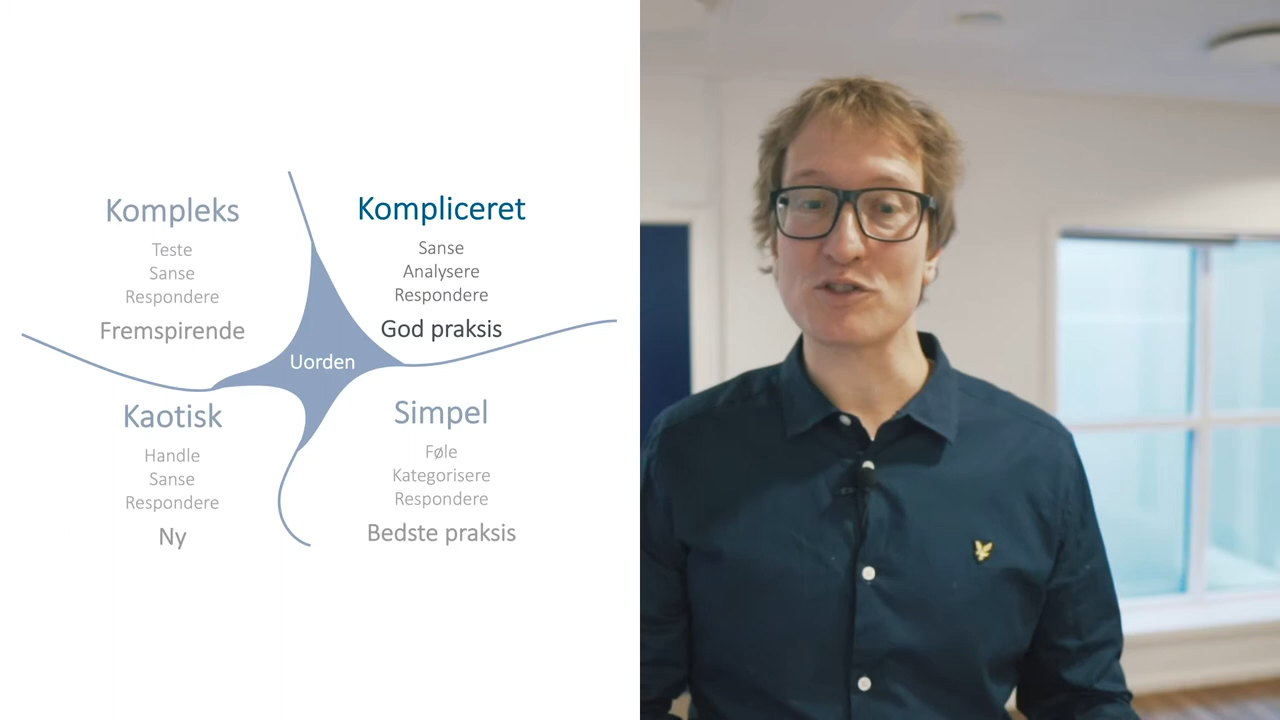 Kompleks
Teste
Sanse
Respondere
Fremspirende
Kompliceret
Sanse
Analysere
Respondere
God praksis
Uorden
Kaotisk
Handle
Sanse
Respondere
Ny
Simpel
Føle
Kategorisere
Respondere
Bedste praksis